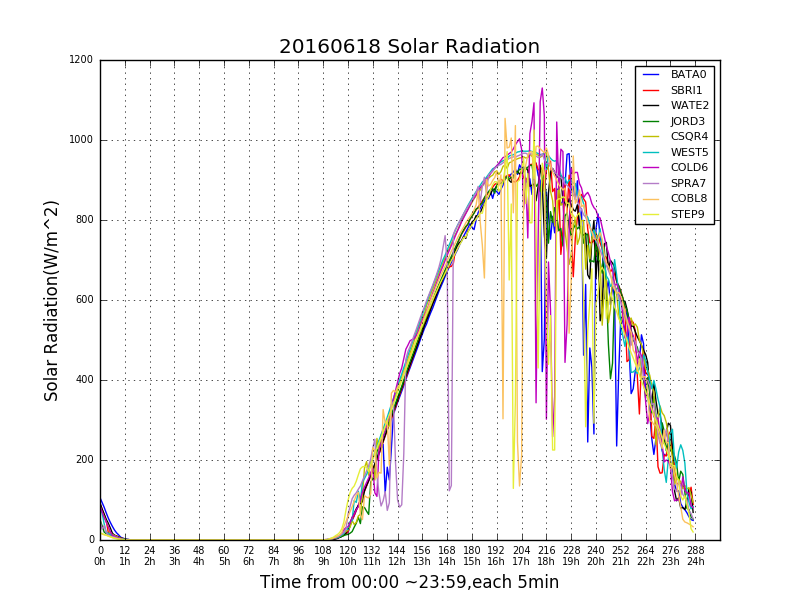 20160618 Solar Radiation
1200
1000
800
600
400
200
0
Solar Radiation(W/m^2)
BATA0
SBRI1
WATE2
JORD3
CSQR4
WEST5
COLD6
SPRA7
COBL8
STEP9
0 12 24 36 48 60 72 84 96 108 120 132 144 156 168 180 192 204 216 228 240 252 264 276 288
0h 1h 2h 3h 4h 5h 6h 7h 8h 9h 10h 11h 12h 13h 14h 15h 16h 17h 18h 19h 20h 21h 22h 23h 24h
Time from 00:00 ~23:59,each 5min